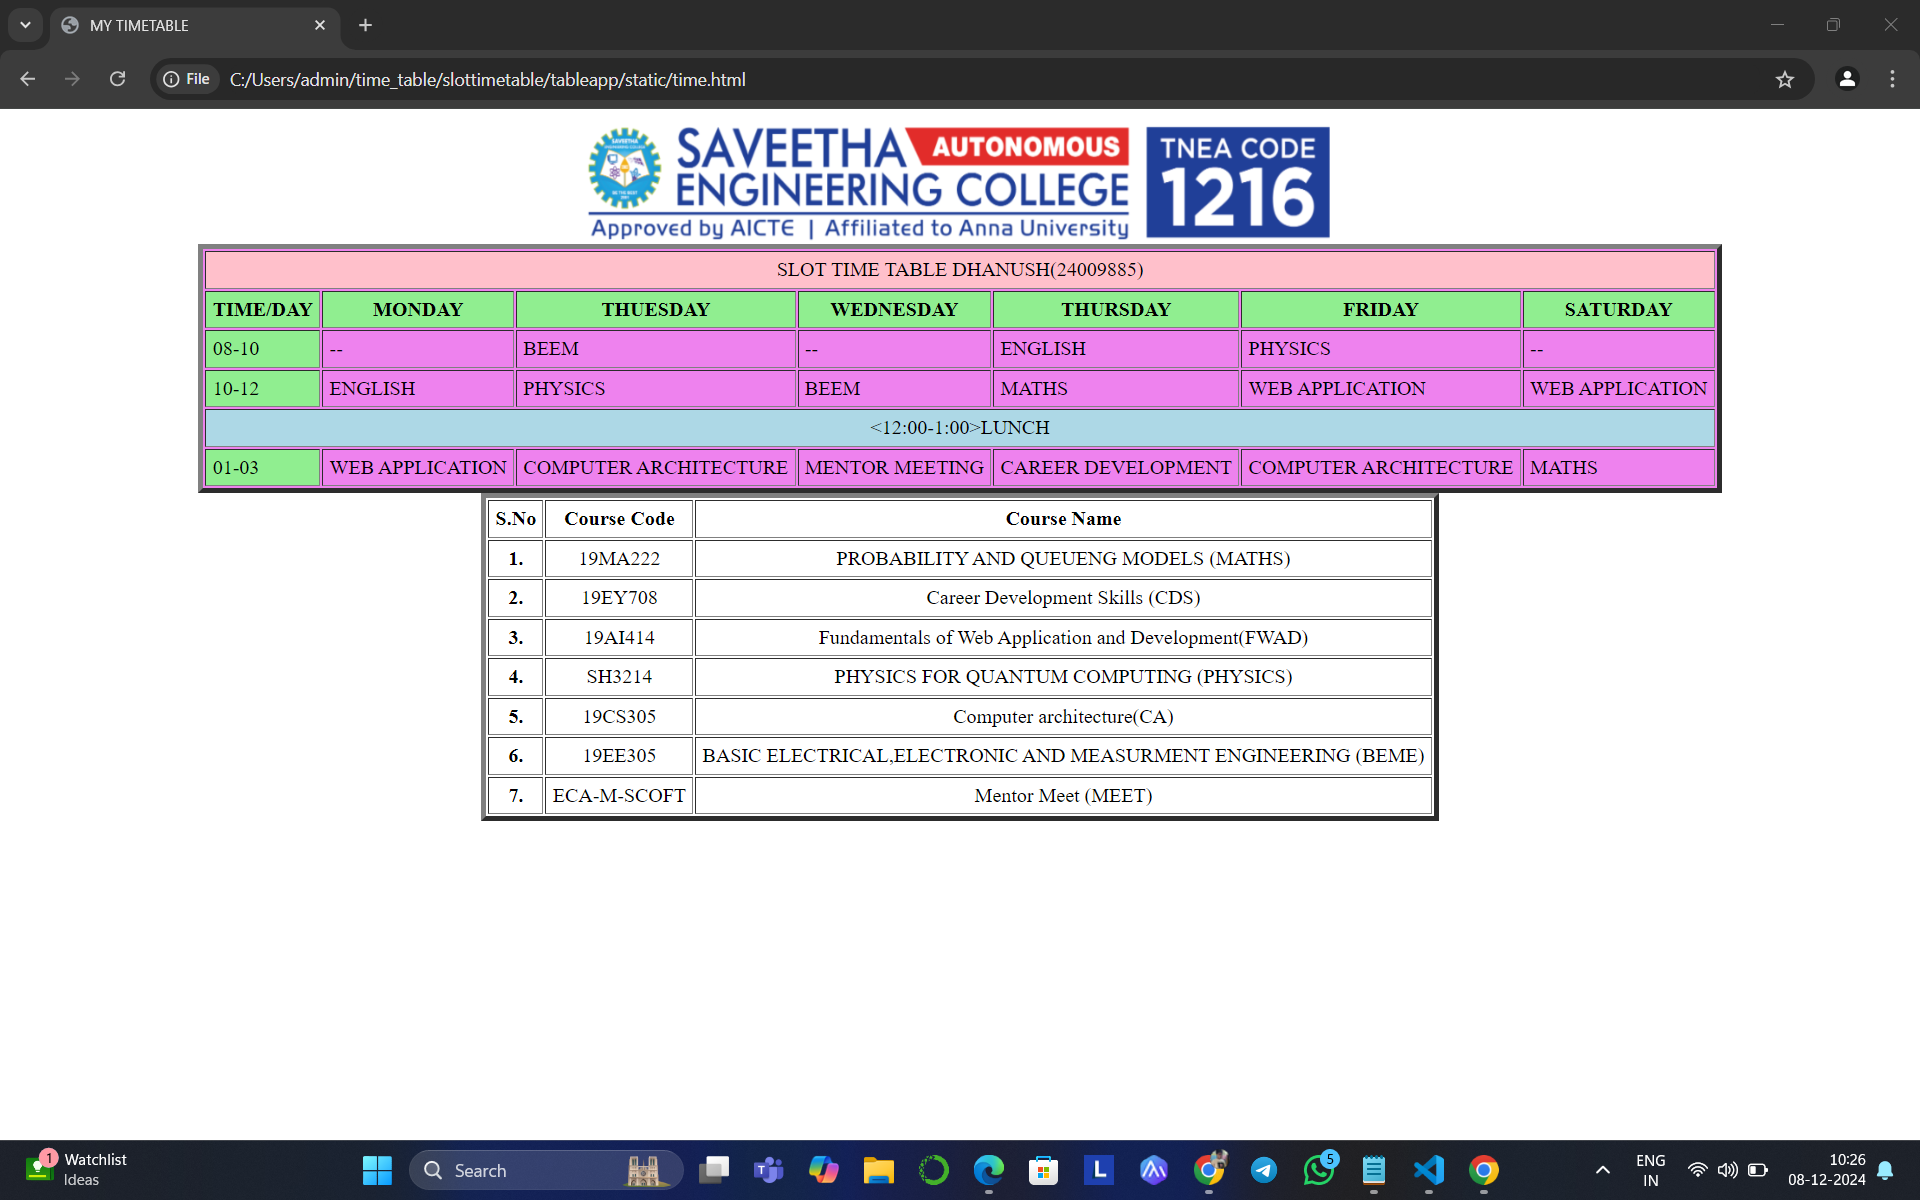 MY TIMETABLE
File C:/Users/admin/time_table/slottimetable/tableapp/static/time.html
SAVEETHA AUTONOMOUS
ENGINEERING COLLEGE
Approved by AICTE | Affiliated to Anna University
TNEA CODE
1216
SLOT TIME TABLE DHANUSH(24009885)
TIME/DAY MONDAY THUESDAY WEDNESDAY THURSDAY FRIDAY SATURDAY
08-10 -- BEEM -- ENGLISH PHYSICS --
10-12 ENGLISH PHYSICS BEEM MATHS WEB APPLICATION WEB APPLICATION
<12:00-1:00>LUNCH
01-03 WEB APPLICATION COMPUTER ARCHITECTURE MENTOR MEETING CAREER DEVELOPMENT COMPUTER ARCHITECTURE MATHS
S.No Course Code Course Name
1. 19MA222 PROBABILITY AND QUEUENG MODELS (MATHS)
2. 19EY708 Career Development Skills (CDS)
3. 19AI414 Fundamentals of Web Application and Development(FWAD)
4. SH3214 PHYSICS FOR QUANTUM COMPUTING (PHYSICS)
5. 19CS305 Computer architecture(CA)
6. 19EE305 BASIC ELECTRICAL,ELECTRONIC AND MEASURMENT ENGINEERING (BEME)
7. ECA-M-SCOFT Mentor Meet (MEET)
1 Watchlist
Ideas
Search
L
5
ENG
IN
10:26
08-12-2024